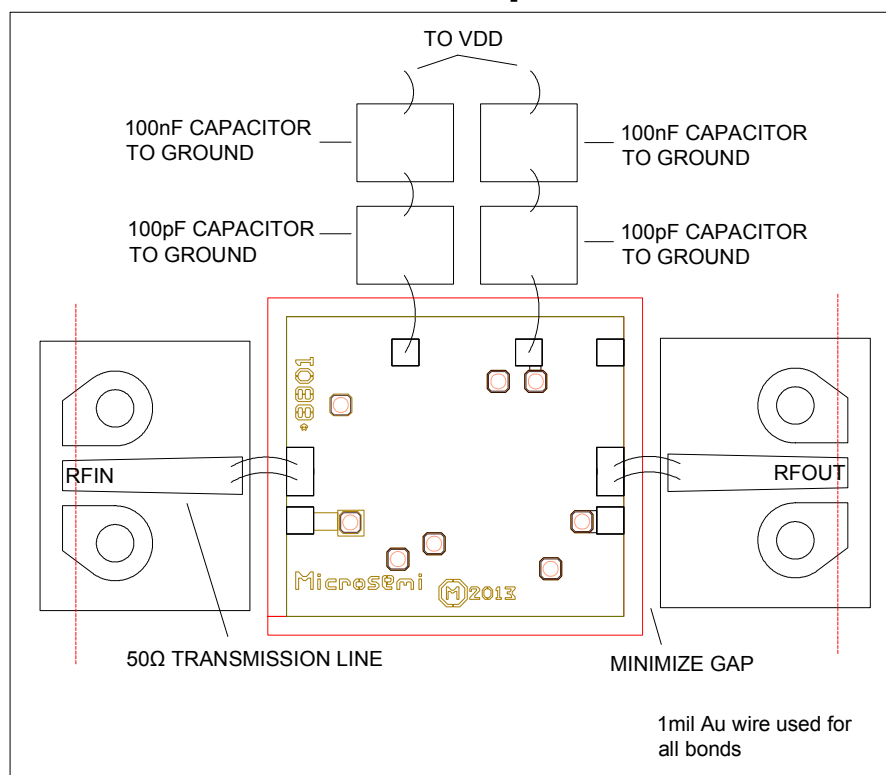 TO VDD
100nF CAPACITOR
TO GROUND
100nF CAPACITOR
TO GROUND
100pF CAPACITOR
TO GROUND
100pF CAPACITOR
TO GROUND
8801
RFIN
RFOUT
Microsemi
M 2013
50Ω TRANSMISSION LINE
MINIMIZE GAP
1mil Au wire used for
all bonds